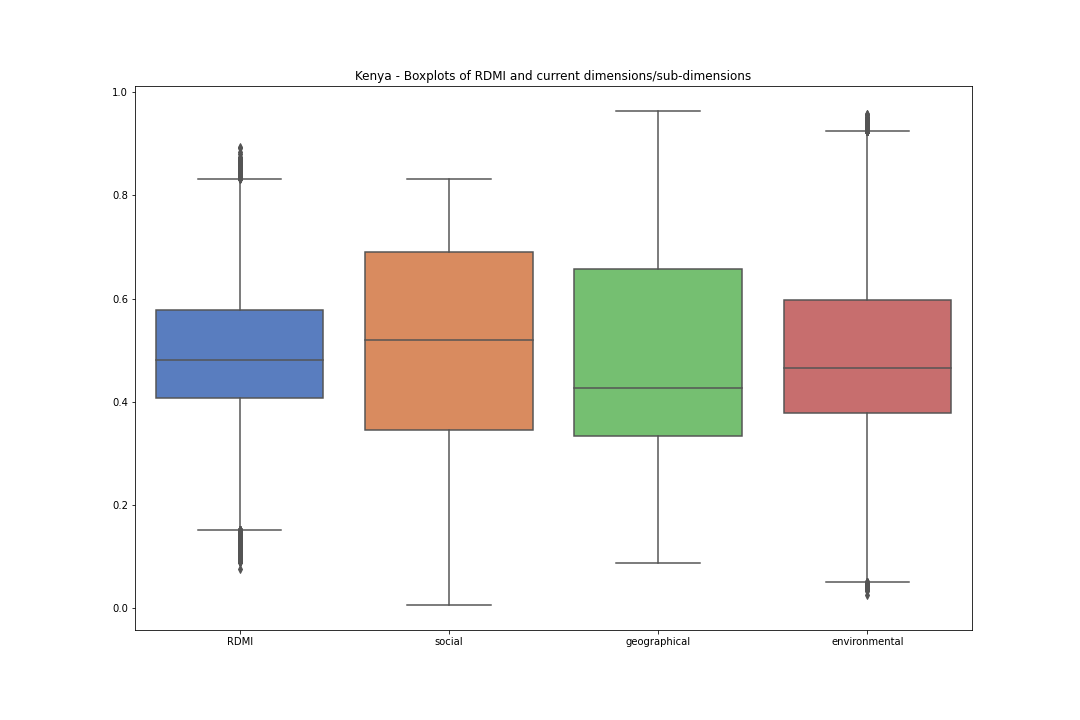 Kenya - Boxplots of RDMI and current dimensions/sub-dimensions
1.0
0.8
0.6
0.4
0.2
0.0
RDMI
social
geographical
environmental